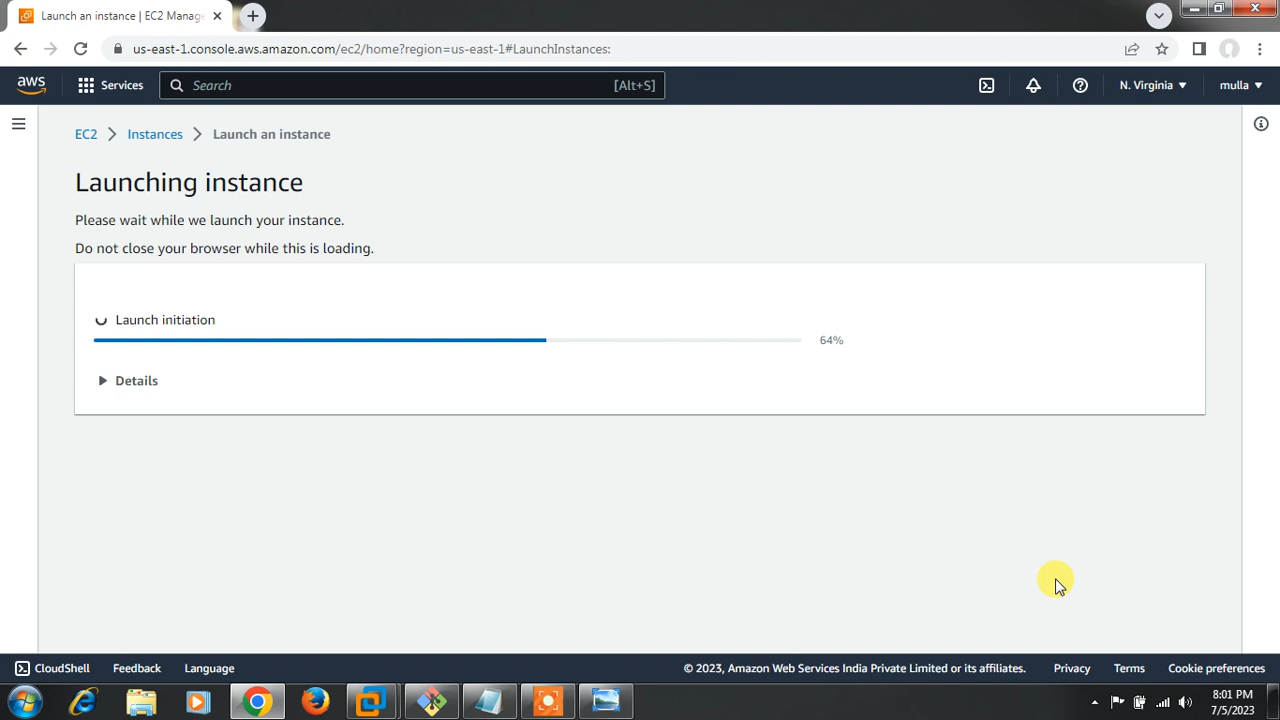 Launch an instance | EC2 Manag
us-east-1.console.aws.amazon.com/ec2/home?region=us-east-1#LaunchInstances:
aws
Services
Search
[Alt+S]
N. Virginia
mulla
EC2
Instances
Launch an instance
Launching instance
Please wait while we launch your instance.
Do not close your browser while this is loading.
Launch initiation
64%
Details
CloudShell
Feedback
Language
© 2023, Amazon Web Services India Private Limited or its affiliates.
Privacy
Terms
Cookie preferences
8:01 PM
7/5/2023